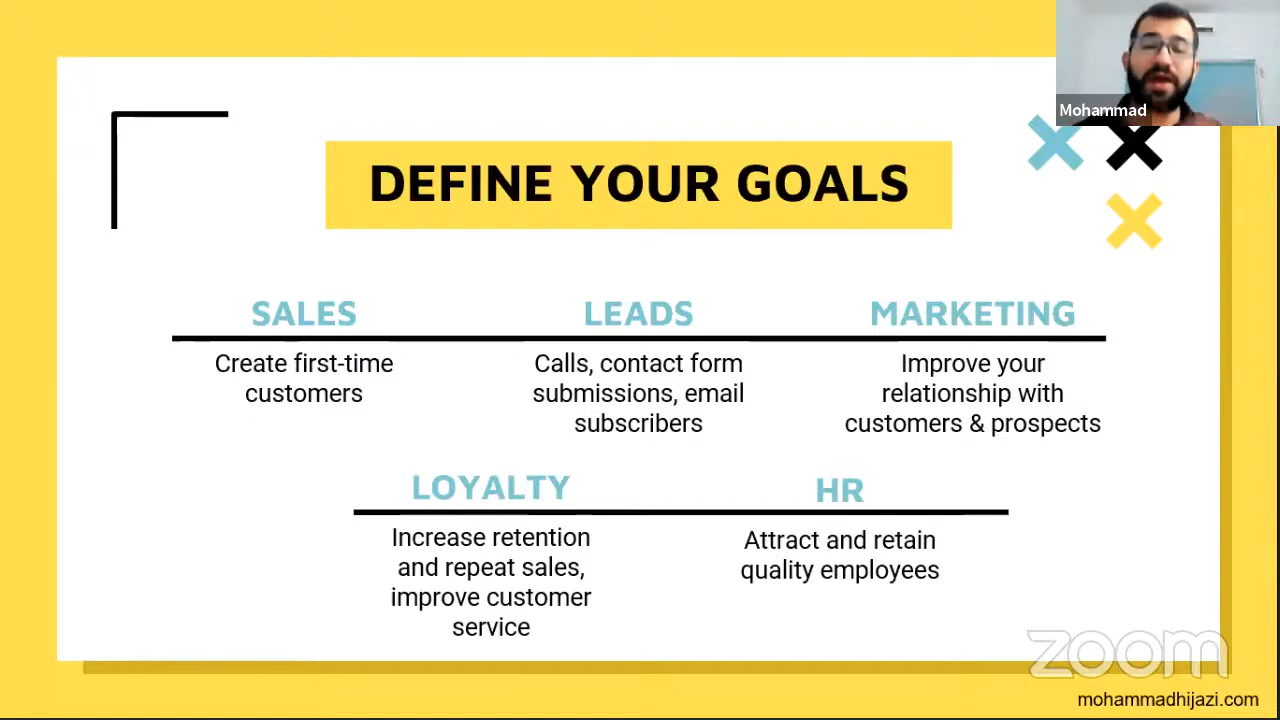 Mohammad
DEFINE YOUR GOALS
SALES
Create first-time
customers
LEADS
Calls, contact form
submissions, email
subscribers
MARKETING
Improve your
relationship with
customers & prospects
LOYALTY
Increase retention
and repeat sales,
improve customer
service
HR
Attract and retain
quality employees
zoom
mohammadhijazi.com